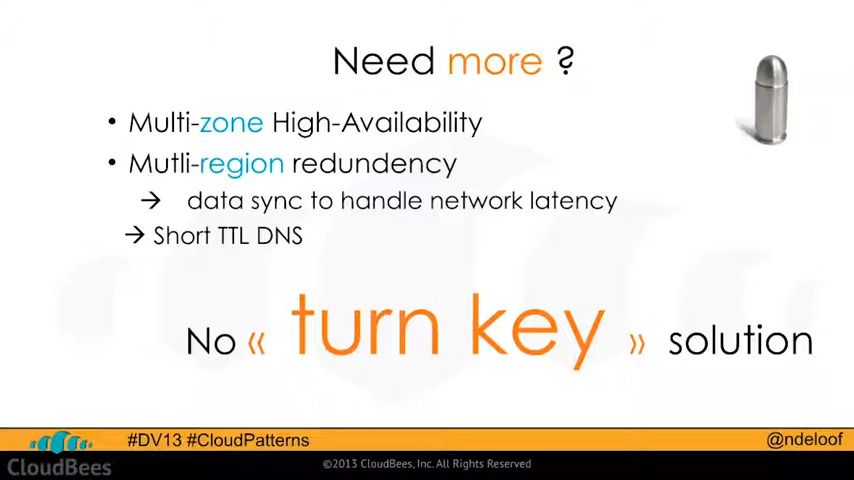 Need more ?
• Multi-zone High-Availability
• Mutli-region redundency
→ data sync to handle network latency
→ Short TTL DNS
No « turn key » solution
#DV13 #CloudPatterns
@ndeloof
CloudBees
©2013 CloudBees, Inc. All Rights Reserved